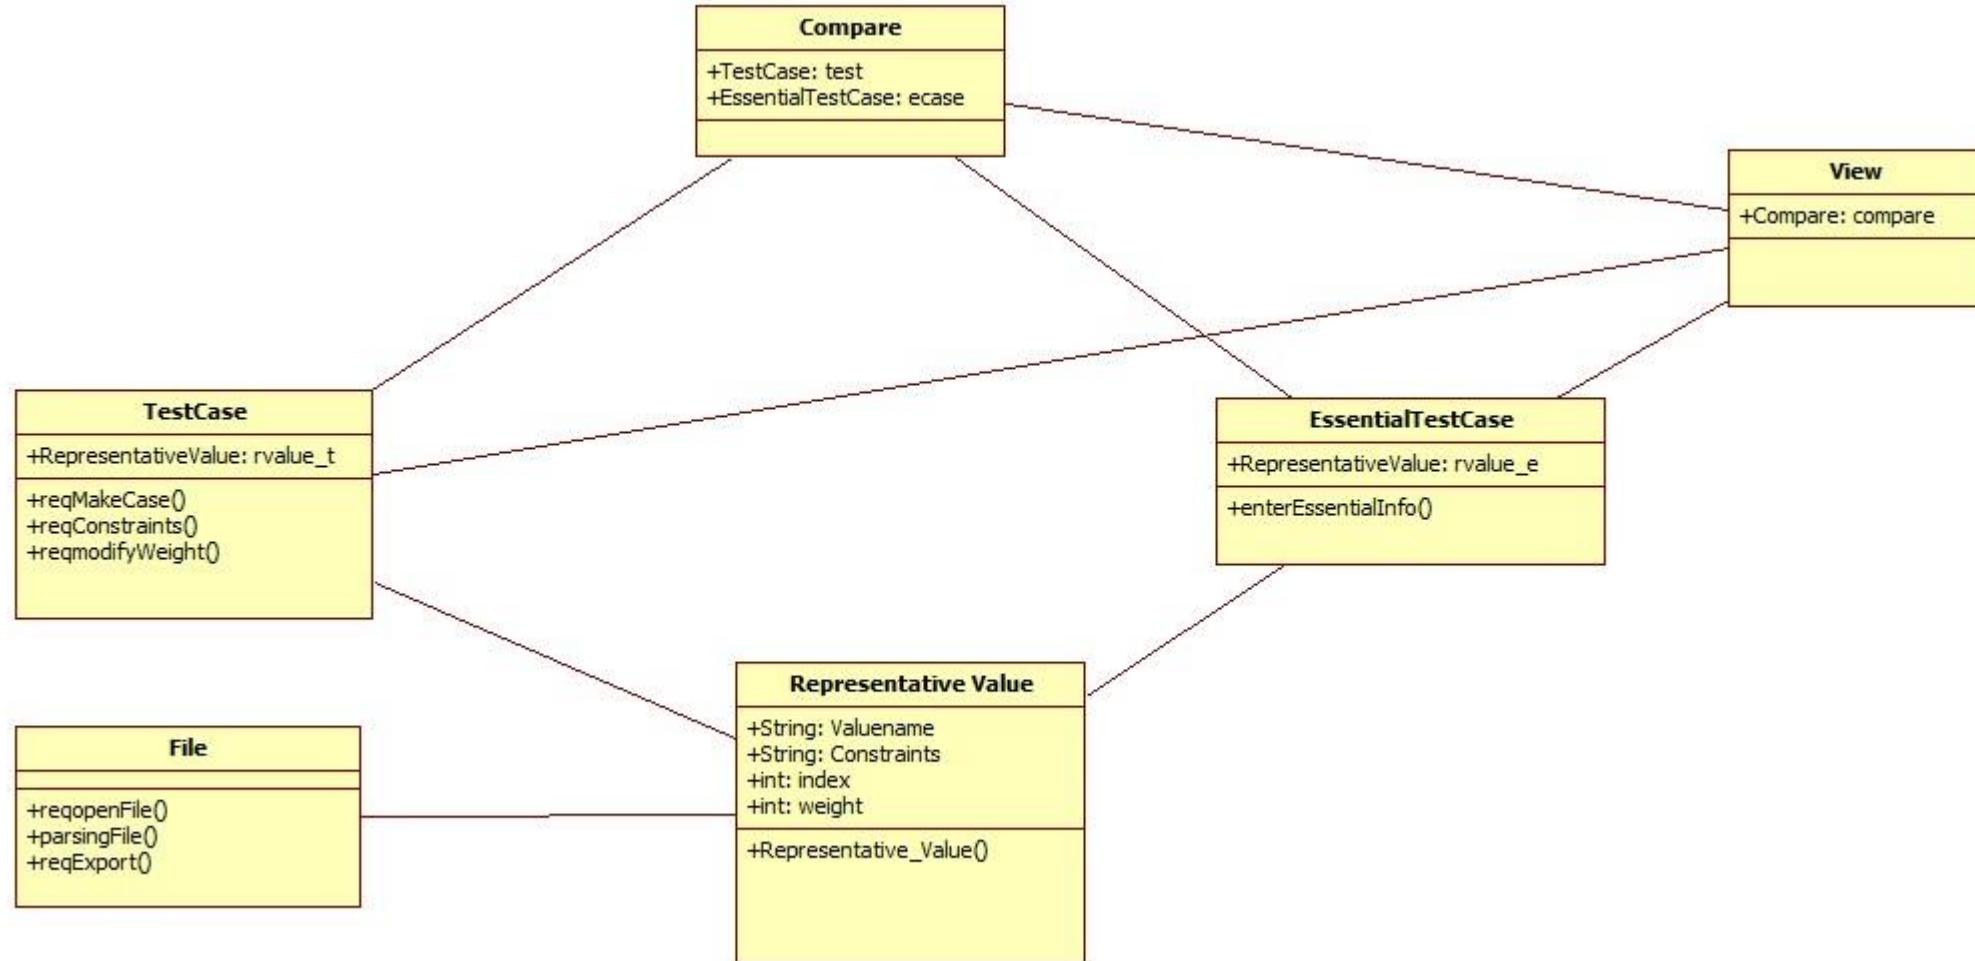 Compare
+TestCase: test
+EssentialTestCase: ecase
View
+Compare: compare
TestCase
+RepresentativeValue: rvalue_t
+reqMakeCase()
+reqConstraints()
+reqmodifyWeight()
EssentialTestCase
+RepresentativeValue: rvalue_e
+enterEssentialInfo()
Representative Value
+String: Valuename
+String: Constraints
+int: index
+int: weight
+Representative_Value()
File
+reqopenFile()
+parsingFile()
+reqExport()